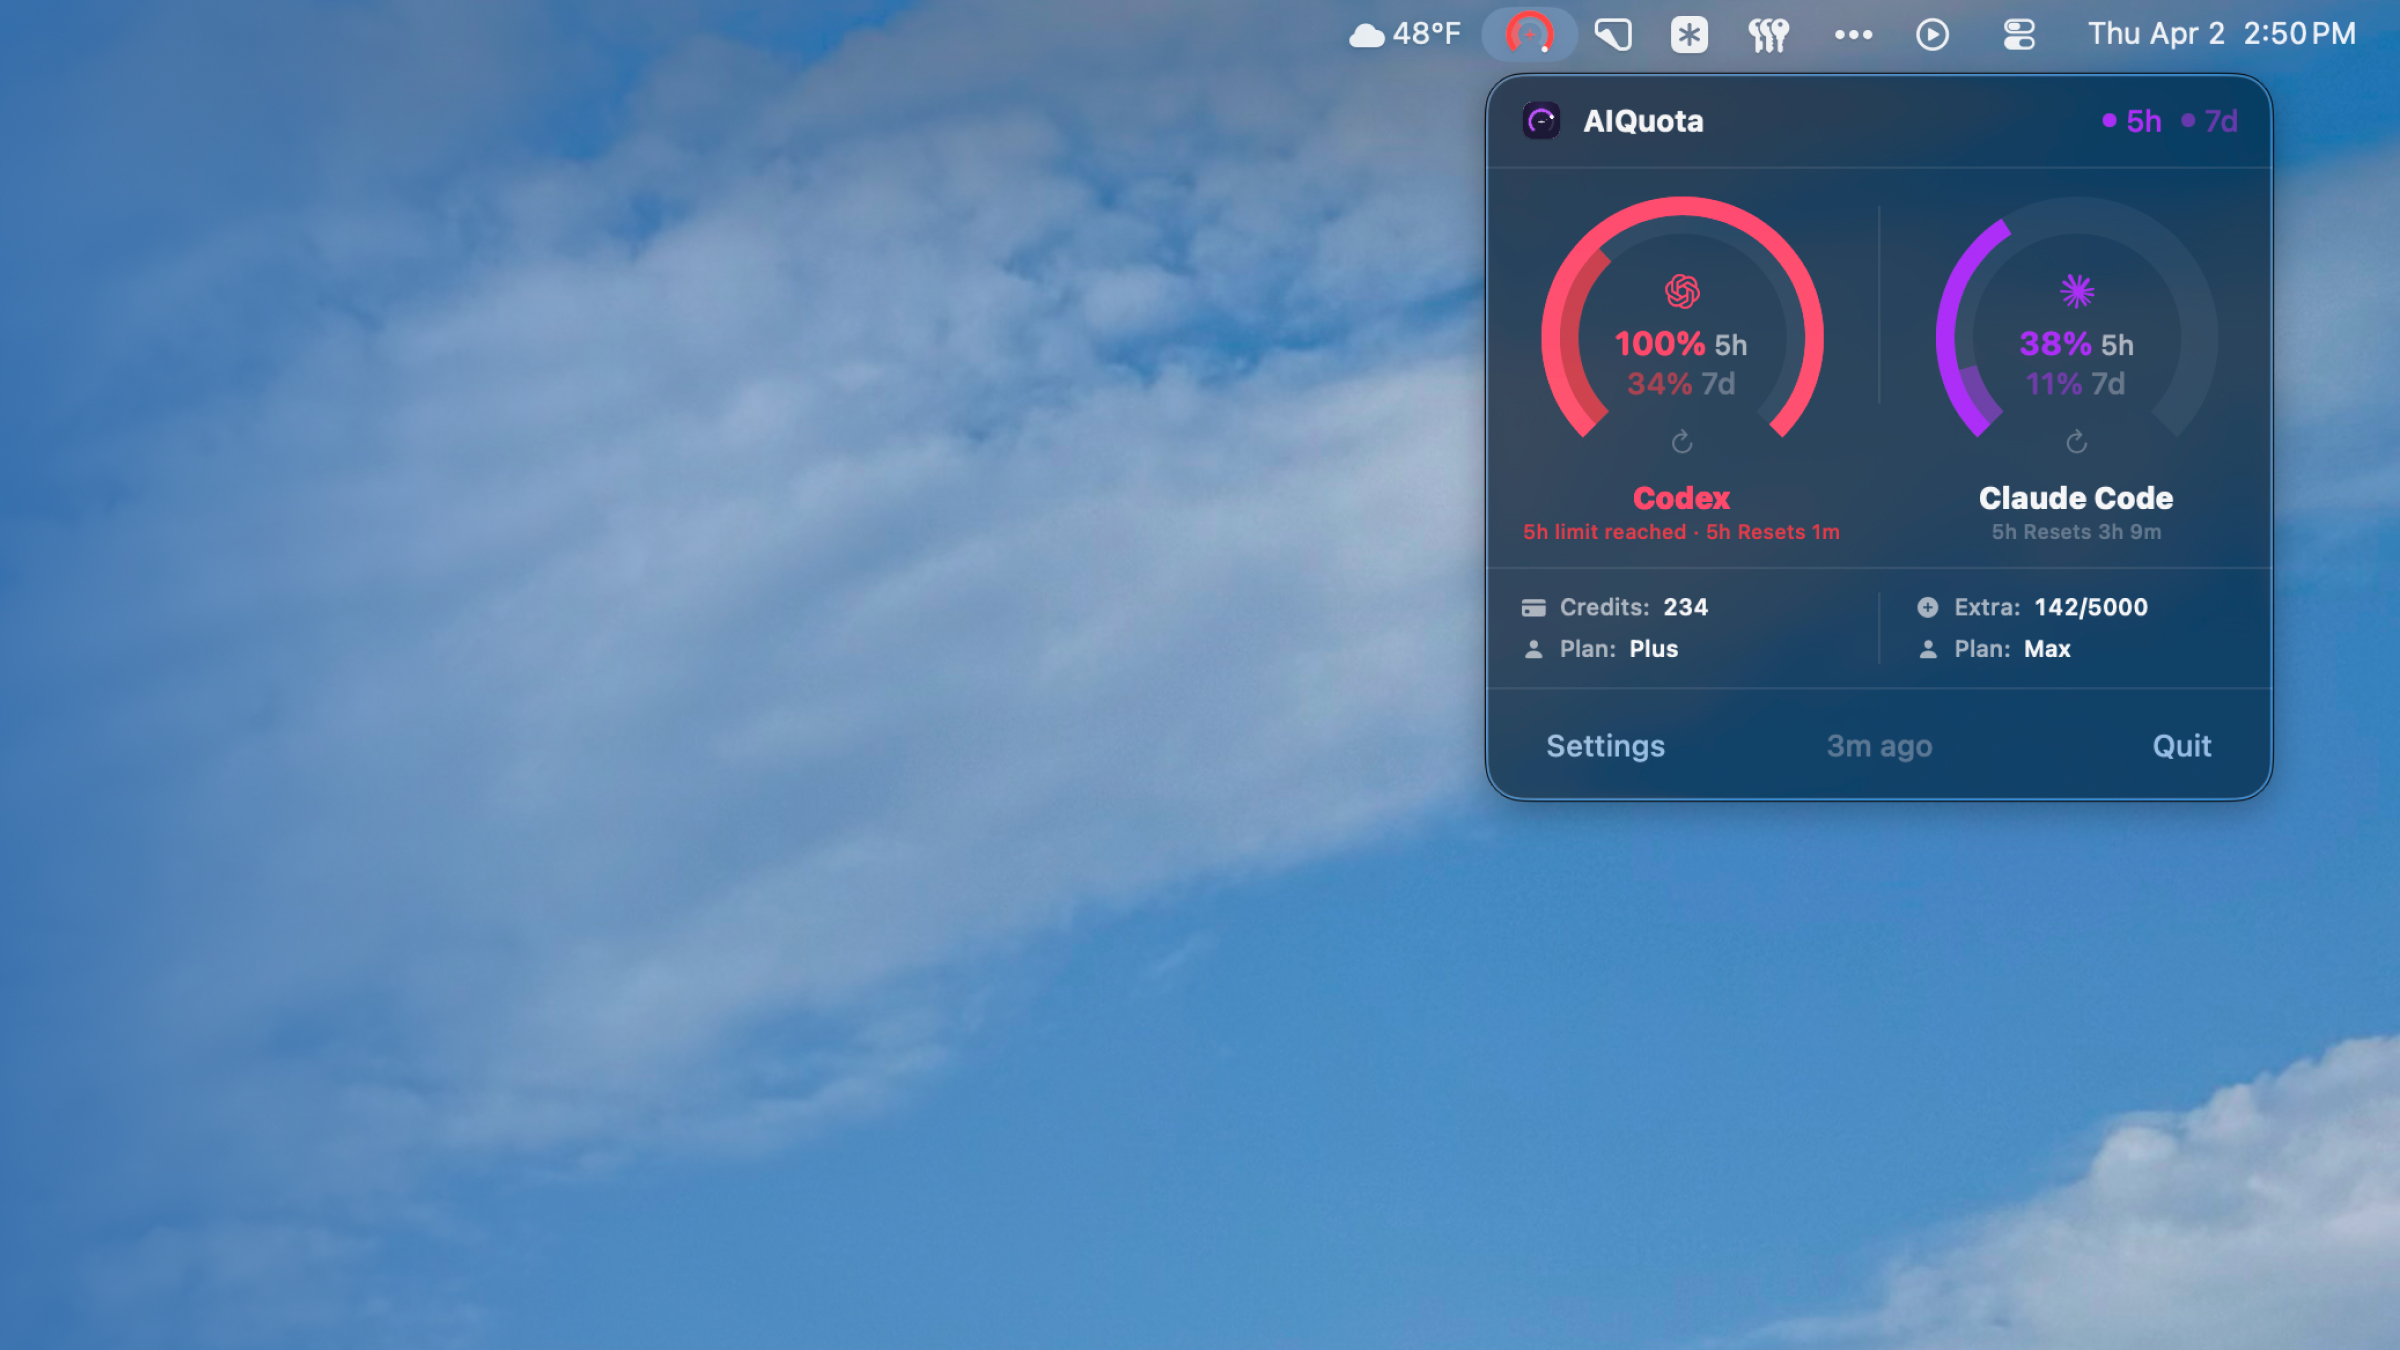 48°F Thu Apr 2 2:50 PM
AIQuota 5h 7d
100% 5h
34% 7d
Codex
5h limit reached · 5h Resets 1m
38% 5h
11% 7d
Claude Code
5h Resets 3h 9m
Credits: 234
Plan: Plus
Extra: 142/5000
Plan: Max
Settings 3m ago Quit